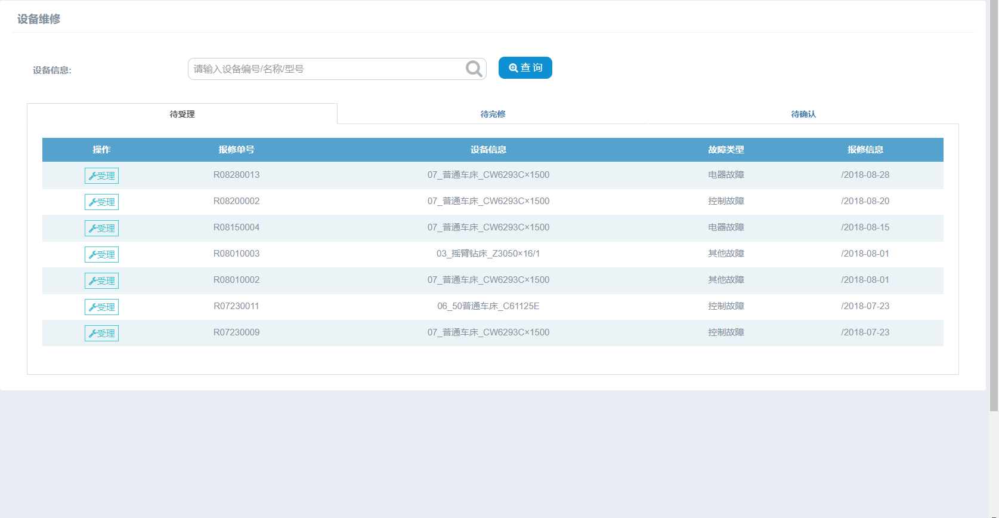 设备维修
设备信息: 请输入设备编号/名称/型号 查 询
待受理 待完修 待确认
操作 报修单号 设备信息 故障类型 报修信息
受理 R08280013 07_普通车床_CW6293C×1500 电器故障 /2018-08-28
受理 R08200002 07_普通车床_CW6293C×1500 控制故障 /2018-08-20
受理 R08150004 07_普通车床_CW6293C×1500 电器故障 /2018-08-15
受理 R08010003 03_摇臂钻床_Z3050×16/1 其他故障 /2018-08-01
受理 R08010002 07_普通车床_CW6293C×1500 其他故障 /2018-08-01
受理 R07230011 06_50普通车床_C61125E 控制故障 /2018-07-23
受理 R07230009 07_普通车床_CW6293C×1500 控制故障 /2018-07-23